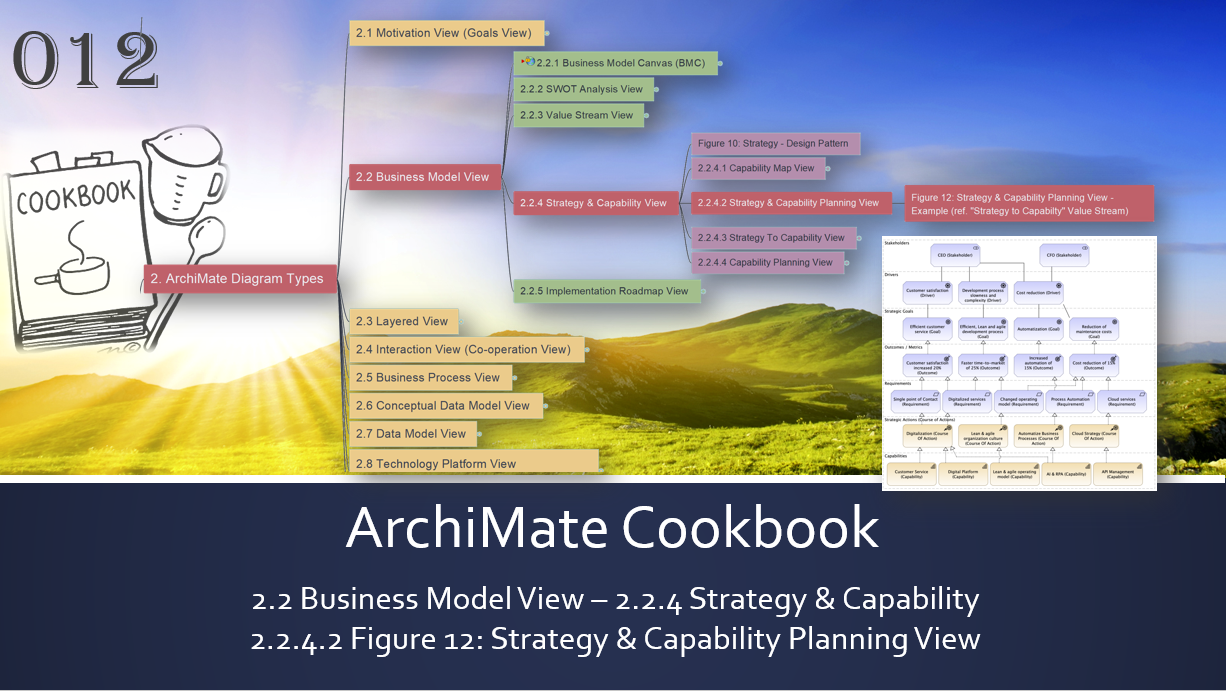 012
COOKBOOK
2. ArchiMate Diagram Types
2.1 Motivation View (Goals View)
2.2 Business Model View
2.2.1 Business Model Canvas (BMC)
2.2.2 SWOT Analysis View
2.2.3 Value Stream View
2.2.4 Strategy & Capability View
Figure 10: Strategy - Design Pattern
2.2.4.1 Capability Map View
2.2.4.2 Strategy & Capability Planning View
Figure 12: Strategy & Capability Planning View -
Example (ref. "Strategy to Capabilty" Value Stream)
2.2.4.3 Strategy To Capability View
2.2.4.4 Capability Planning View
2.2.5 Implementation Roadmap View
2.3 Layered View
2.4 Interaction View (Co-operation View)
2.5 Business Process View
2.6 Conceptual Data Model View
2.7 Data Model View
2.8 Technology Platform View
Stakeholders
CEO (Stakeholder)
CFO (Stakeholder)
Drivers
Customer satisfaction
(Driver)
Development process
slowness and
complexity (Driver)
Cost reduction (Driver)
Strategic Goals
Efficient customer
service (Goal)
Efficient, Lean and agile
development process
(Goal)
Automatization (Goal)
Reduction of
maintenance costs
(Goal)
Outcomes / Metrics
Customer satisfaction
increased 20%
(Outcome)
Faster time-to-market
of 25% (Outcome)
Increased
automation of
15% (Outcome)
Cost reduction of 15%
(Outcome)
Requirements
Single point of Contact
(Requirement)
Digitalized services
(Requirement)
Changed operating
model (Requirement)
Process Automation
(Requirement)
Cloud services
(Requirement)
Strategic Actions (Course of Actions)
Digitalization (Course
Of Action)
Lean & agile
organization culture
(Course Of Action)
Automatize Business
Processes (Course Of
Action)
Cloud Strategy (Course
Of Action)
Capabilities
Customer Service
(Capability)
Digital Platform
(Capability)
Lean & agile operating
model (Capability)
AI & RPA (Capability)
API Management
(Capability)
ArchiMate Cookbook
2.2 Business Model View – 2.2.4 Strategy & Capability
2.2.4.2 Figure 12: Strategy & Capability Planning View